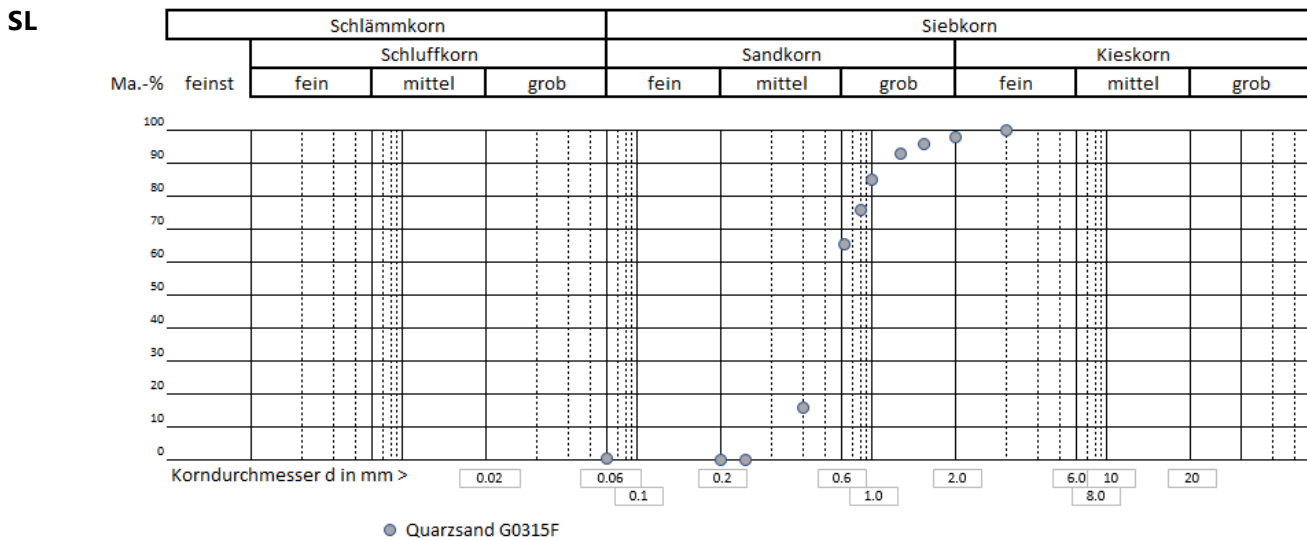 SL
Schlämmkorn Siebkorn
Schluffkorn Sandkorn Kieskorn
Ma.-% feinst fein mittel grob fein mittel grob fein mittel grob
100
90
80
70
60
50
40
30
20
10
0
Korndurchmesser d in mm > 0.02 0.06 0.2 0.6 2.0 6.0 10 20
0.1 1.0 8.0
Quarzsand G0315F